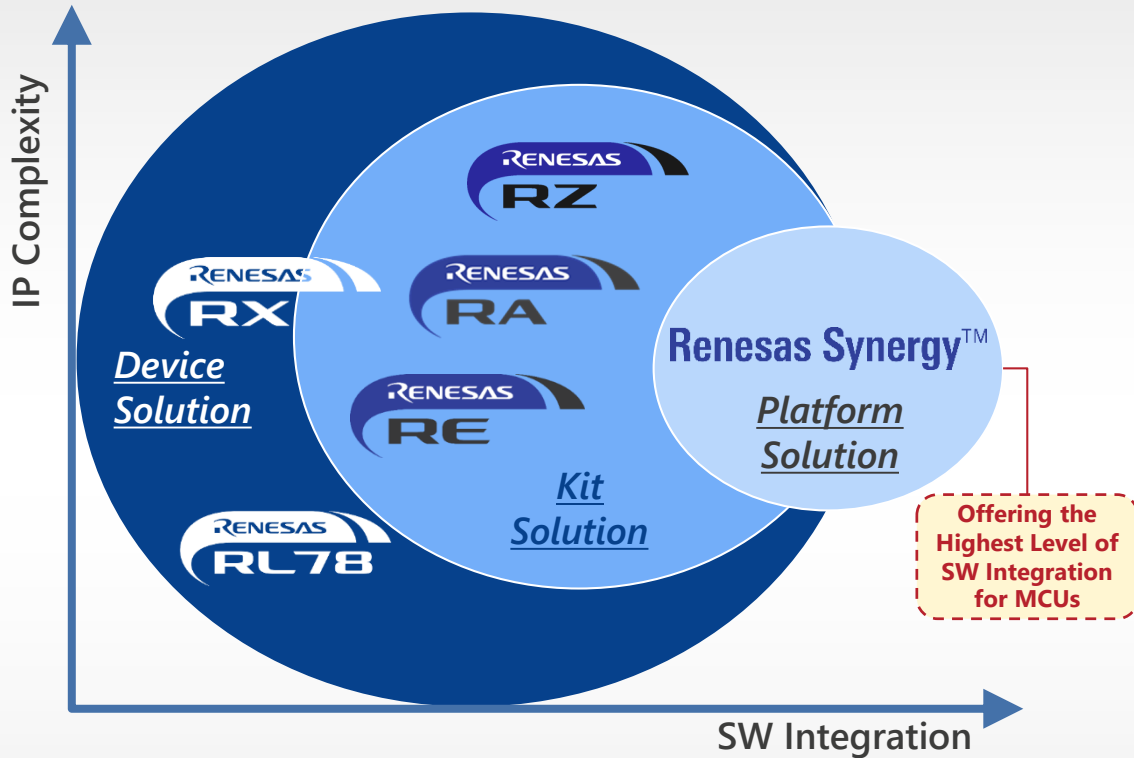 IP Complexity
RENESAS
RZ
RENESAS
RX
RENESAS
RA
Device
Solution
RENESAS
RE
Renesas Synergy™
Platform
Solution
Kit
Solution
RENESAS
RL78
Offering the
Highest Level of
SW Integration
for MCUs
SW Integration